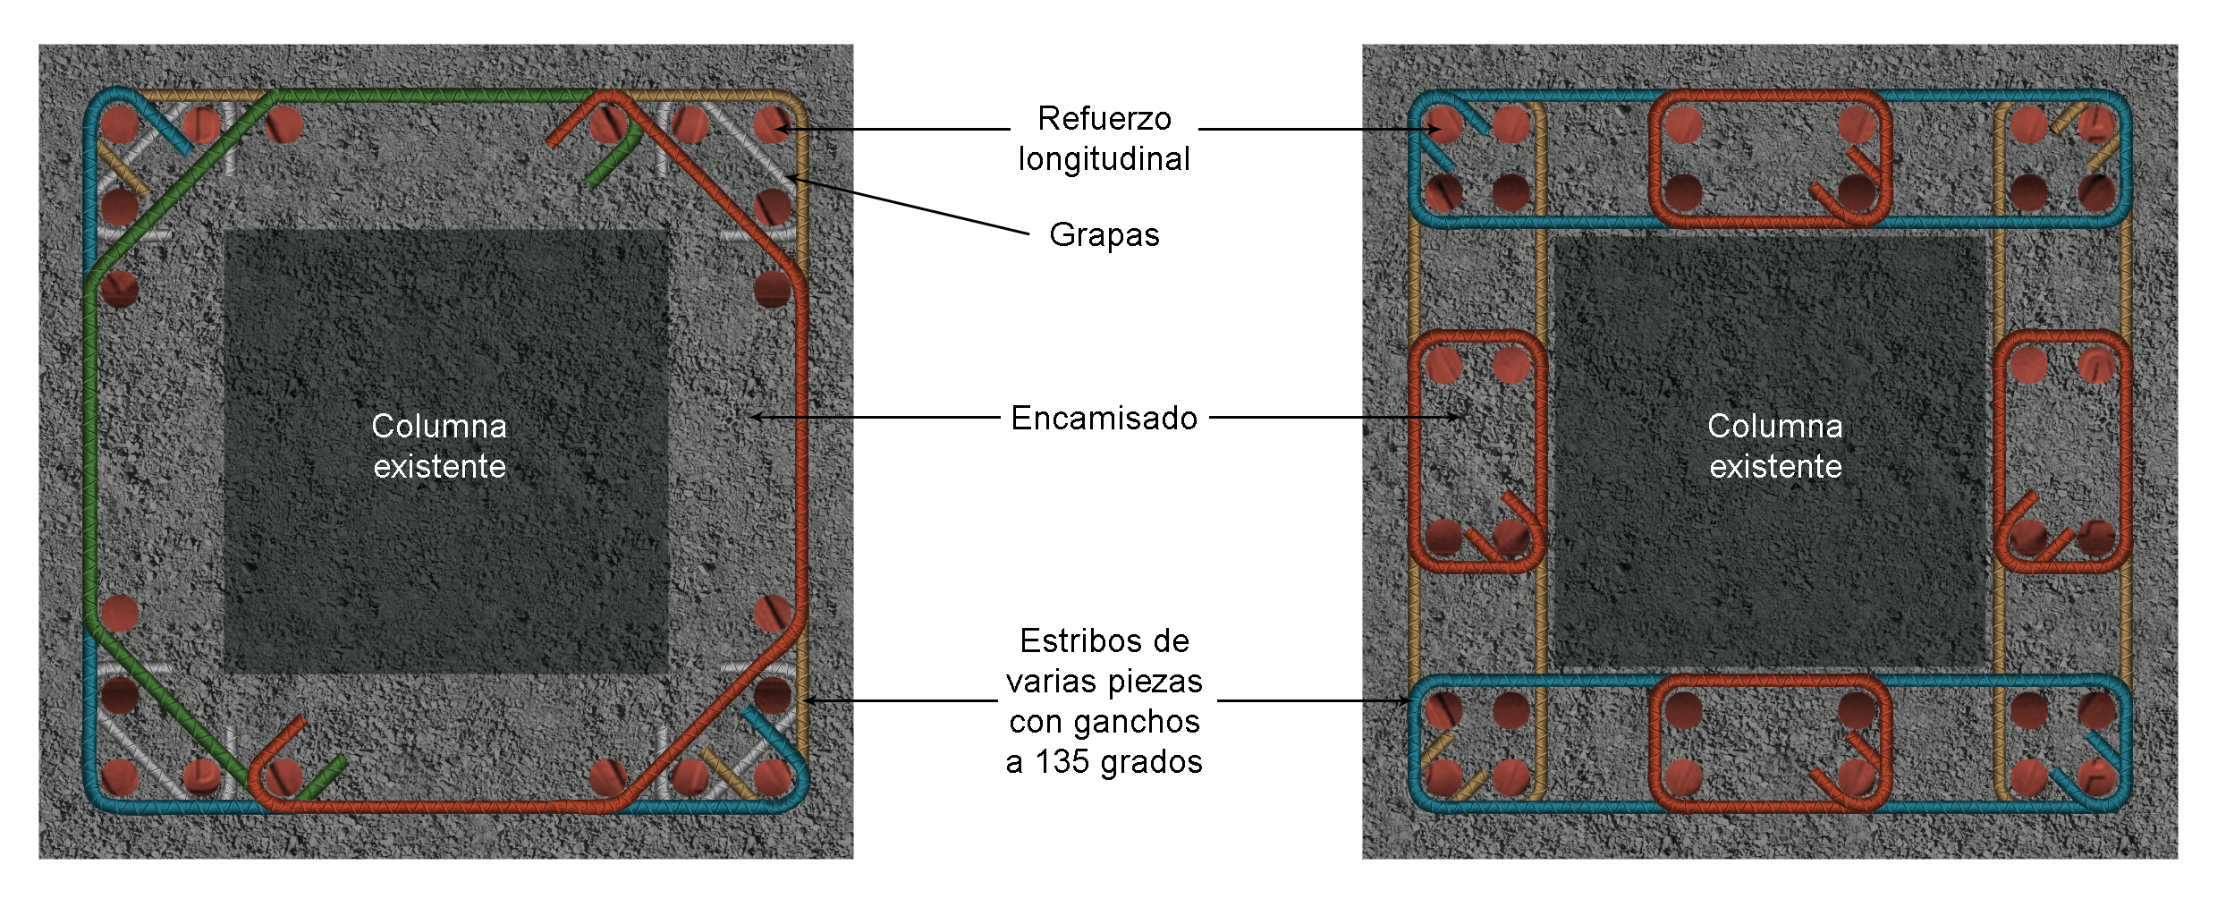 Refuerzo
longitudinal
Grapas
Columna
existente
Encamisado
Columna
existente
Estribos de
varias piezas
con ganchos
a 135 grados